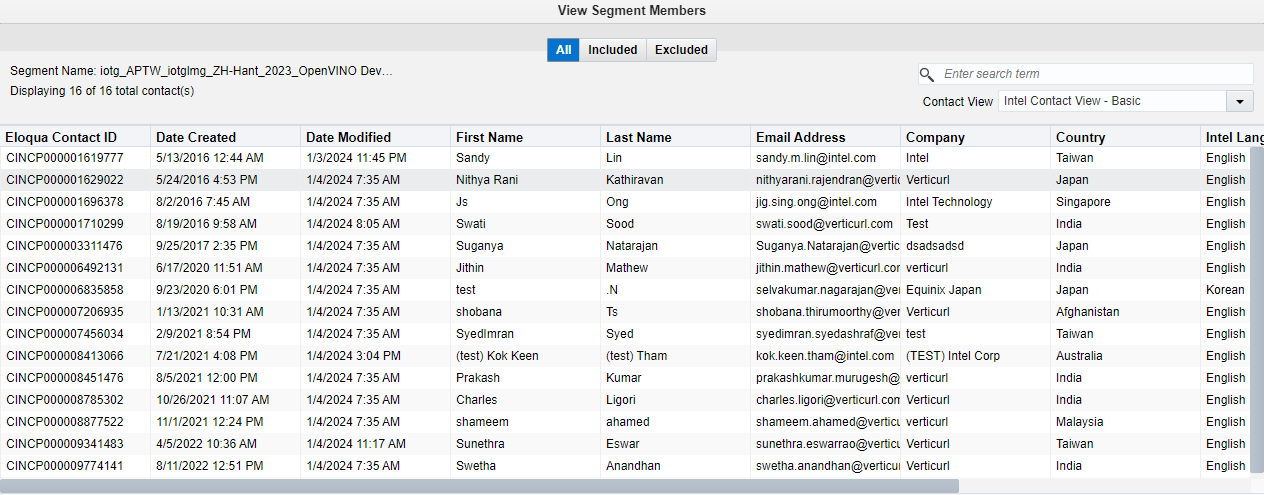 View Segment Members
All Included Excluded
Segment Name: iotg_APTW_iotglmg_ZH-Hant_2023_OpenVINO Dev…
Displaying 16 of 16 total contact(s)
Enter search term
Contact View Intel Contact View - Basic
Eloqua Contact ID Date Created Date Modified First Name Last Name Email Address Company Country Intel Lang
CINCP000001619777 5/13/2016 12:44 AM 1/3/2024 11:45 PM Sandy Lin sandy.m.lin@intel.com Intel Taiwan English
CINCP000001629022 5/24/2016 4:53 PM 1/4/2024 7:35 AM Nithya Rani Kathiravan nithyarani.rajendran@vertic Verticurl Japan English
CINCP000001696378 8/2/2016 7:45 AM 1/4/2024 7:35 AM Js Ong jig.sing.ong@intel.com Intel Technology Singapore English
CINCP000001710299 8/19/2016 9:58 AM 1/4/2024 8:05 AM Swati Sood swati.sood@verticurl.com Test India English
CINCP000003311476 9/25/2017 2:35 PM 1/4/2024 7:35 AM Suganya Natarajan Suganya.Natarajan@vertic dsadsadsd Japan English
CINCP000006492131 6/17/2020 11:51 AM 1/4/2024 7:35 AM Jithin Mathew jithin.mathew@verticurl.co verticurl India English
CINCP000006835858 9/23/2020 6:01 PM 1/4/2024 7:35 AM test .N selvakumar.nagarajan@ve Equinix Japan Japan Korean
CINCP000007206935 1/13/2021 10:31 AM 1/4/2024 7:35 AM shobana Ts shobana.thirumoorthy@ve Verticurl Afghanistan English
CINCP000007456034 2/9/2021 8:54 PM 1/4/2024 7:35 AM SyedImran Syed syedimran.syedashraf@ve test Taiwan English
CINCP000008413066 7/21/2021 4:08 PM 1/4/2024 3:04 PM (test) Kok Keen (test) Tham kok.keen.tham@intel.com (TEST) Intel Corp Australia English
CINCP000008451476 8/5/2021 12:00 PM 1/4/2024 7:35 AM Prakash Kumar prakashkumar.murugesh@ verticurl India English
CINCP000008785302 10/26/2021 11:07 AM 1/4/2024 7:35 AM Charles Ligori charles.ligori@verticurl.com Verticurl India English
CINCP000008877522 11/1/2021 12:24 PM 1/4/2024 7:35 AM shameem ahamed shameem.ahamed@verticu verticurl Malaysia English
CINCP000009341483 4/5/2022 10:36 AM 1/4/2024 11:17 AM Sunethra Eswar sunethra.eswarrao@verticu Verticurl Taiwan English
CINCP000009774141 8/11/2022 12:51 PM 1/4/2024 7:35 AM Swetha Anandhan swetha.anandhan@verticur Verticurl India English